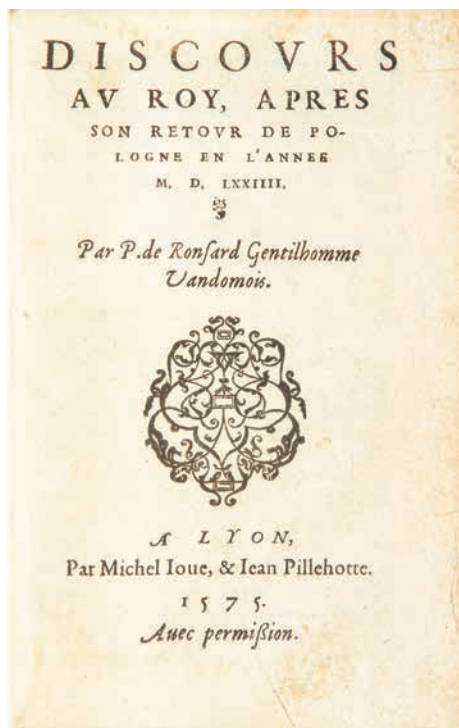 DISCOVRS
AV ROY, APRES
SON RETOVR DE PO-
LOGNE EN L'ANNEE
M. D. LXXIIII.
Par P. de Ronſard Gentilhomme
Vandomois.
A LYON,
Par Michel Ioue, & Iean Pillehotte.
1575.
Auec permiſsion.